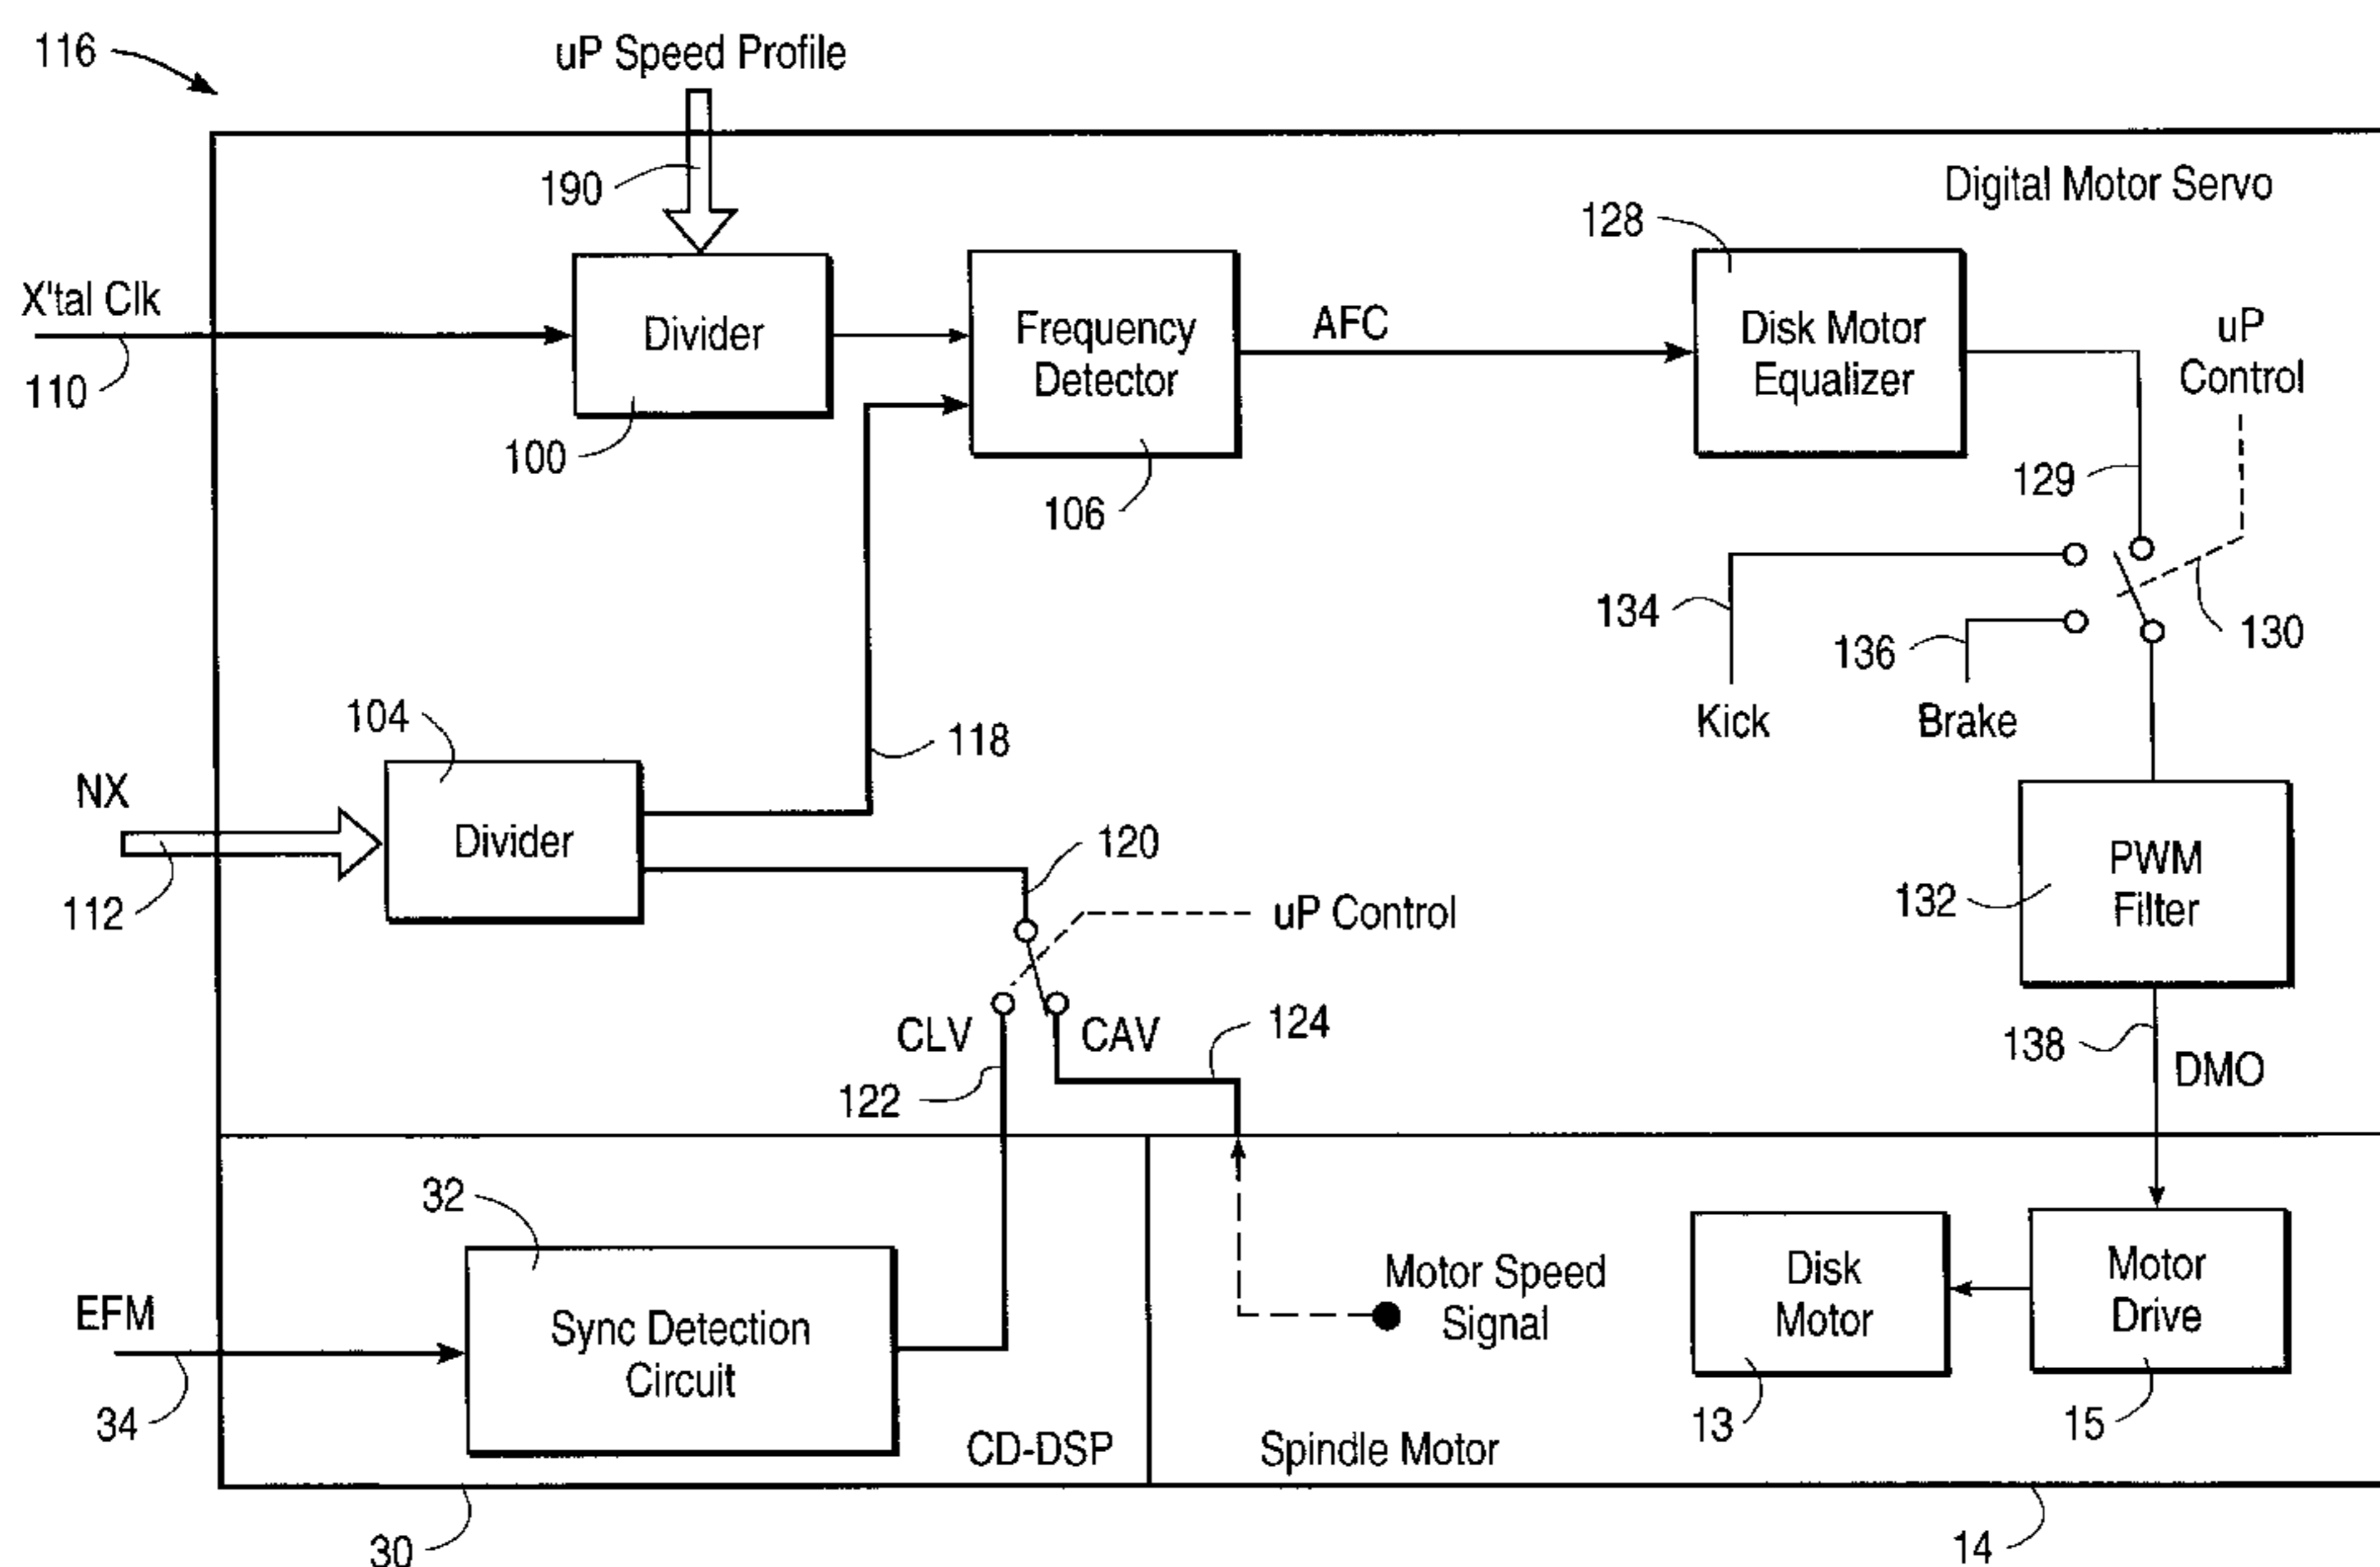 116
uP Speed Profile
190
Digital Motor Servo
128
X'tal Clk
110
Divider
100
Frequency
Detector
106
AFC
Disk Motor
Equalizer
uP
Control
129
134
136
130
Kick
Brake
104
118
NX
112
Divider
120
uP Control
132
PWM
Filter
CLV
CAV
124
122
138
DMO
32
EFM
34
Sync Detection
Circuit
Motor Speed
Signal
Disk
Motor
Motor
Drive
13
15
CD-DSP
Spindle Motor
30
14